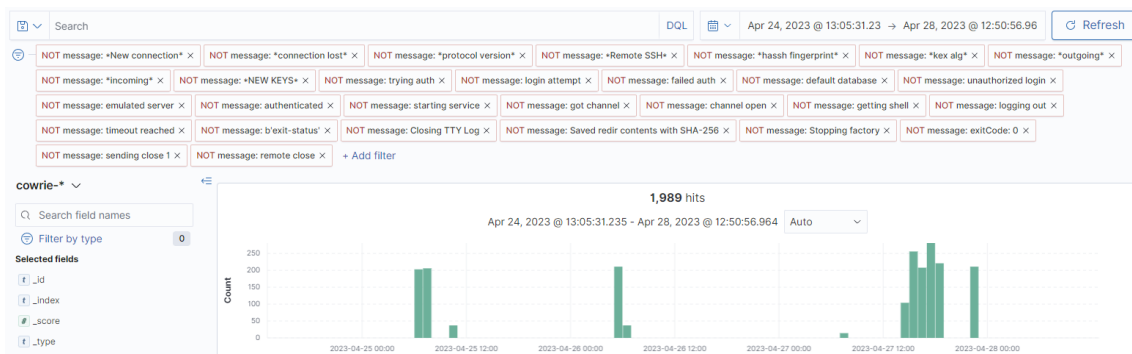 Search DQL Apr 24, 2023 @ 13:05:31.23 → Apr 28, 2023 @ 12:50:56.96 Refresh
NOT message: *New connection* × NOT message: *connection lost* × NOT message: *protocol version* × NOT message: *Remote SSH* × NOT message: *hassh fingerprint* × NOT message: *kex alg* × NOT message: *outgoing* ×
NOT message: *incoming* × NOT message: *NEW KEYS* × NOT message: trying auth × NOT message: login attempt × NOT message: failed auth × NOT message: default database × NOT message: unauthorized login ×
NOT message: emulated server × NOT message: authenticated × NOT message: starting service × NOT message: got channel × NOT message: channel open × NOT message: getting shell × NOT message: logging out ×
NOT message: timeout reached × NOT message: b'exit-status' × NOT message: Closing TTY Log × NOT message: Saved redir contents with SHA-256 × NOT message: Stopping factory × NOT message: exitCode: 0 ×
NOT message: sending close 1 × NOT message: remote close × + Add filter
cowrie-*
Search field names
Filter by type 0
Selected fields
t _id
t _index
# _score
t _type
1,989 hits
Apr 24, 2023 @ 13:05:31.235 - Apr 28, 2023 @ 12:50:56.964 Auto
Count
250
200
150
100
50
0
2023-04-25 00:00 2023-04-25 12:00 2023-04-26 00:00 2023-04-26 12:00 2023-04-27 00:00 2023-04-27 12:00 2023-04-28 00:00